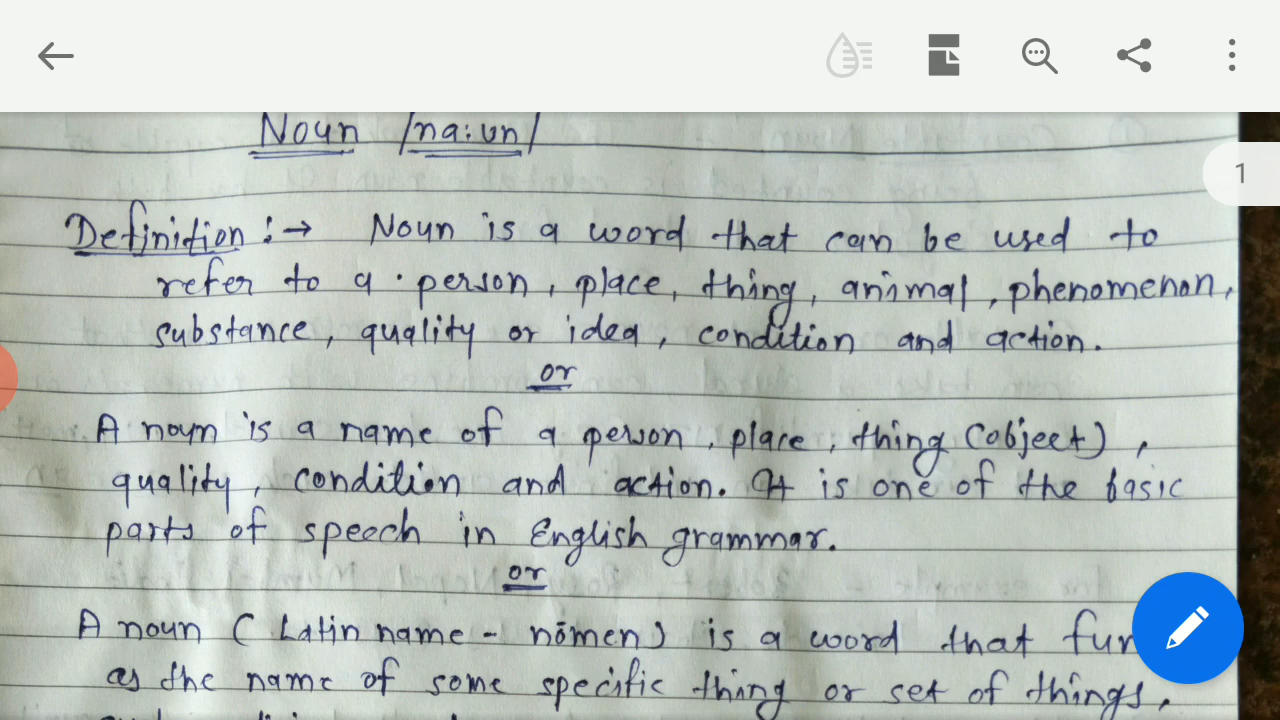 Noun /na:un/
1
Definition :→ Noun is a word that can be used to
refer to a person, place, thing, animal, phenomenon,
substance, quality or idea, condition and action.
or
A noun is a name of a person, place, thing (object),
quality, condition and action. It is one of the basic
parts of speech in English grammar.
or
A noun (Latin name - nōmen) is a word that fun
as the name of some specific thing or set of things,